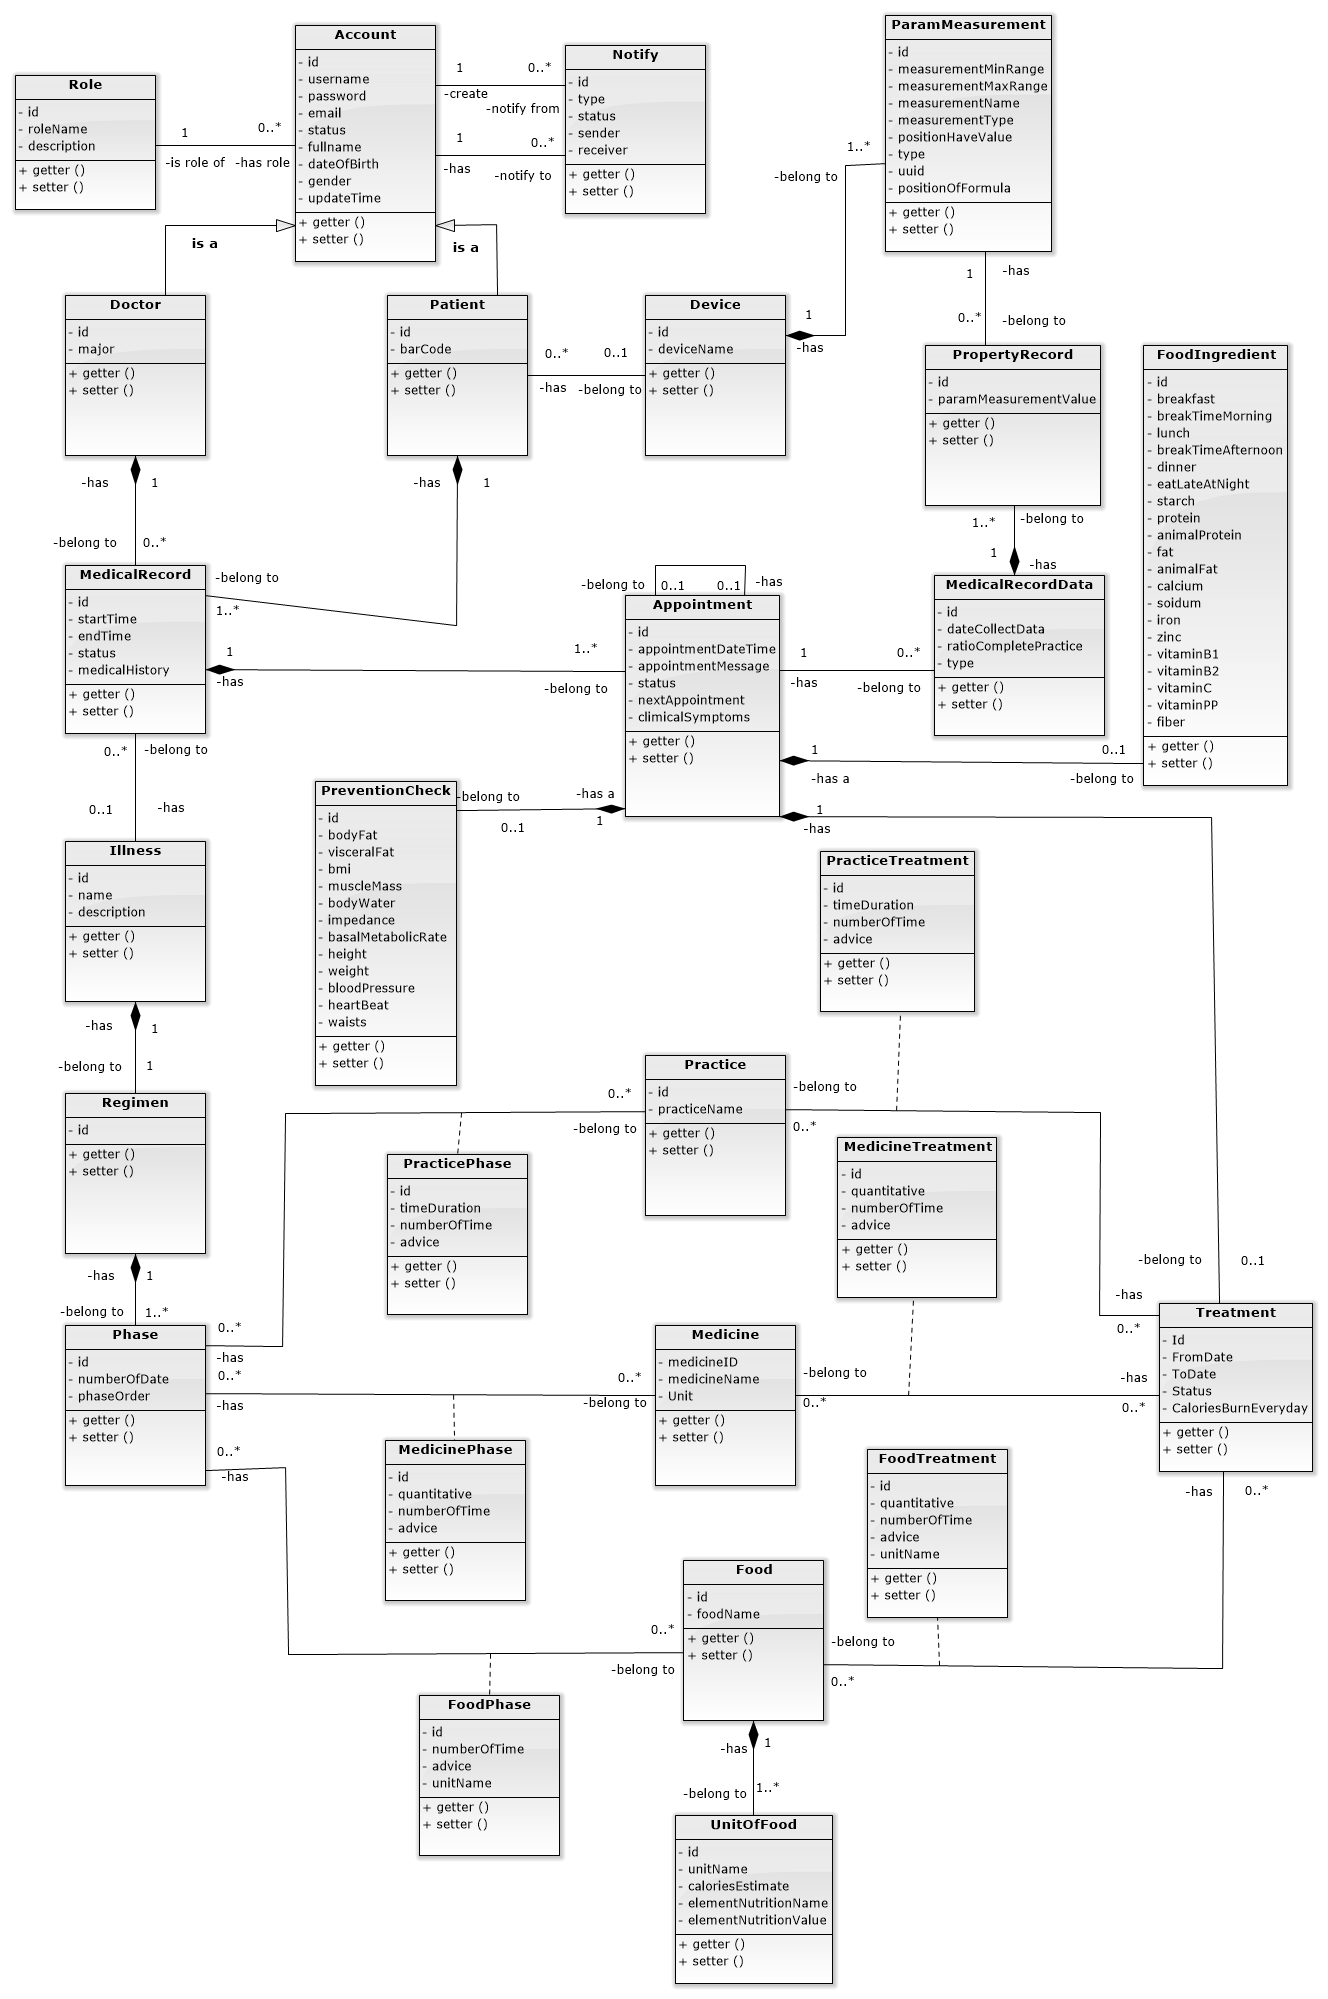 Account
- id
- username
- password
- email
- status
- fullname
- dateOfBirth
- gender
- updateTime
+ getter ()
+ setter ()
Notify
- id
- type
- status
- sender
- receiver
+ getter ()
+ setter ()
ParamMeasurement
- id
- measurementMinRange
- measurementMaxRange
- measurementName
- measurementType
- positionHaveValue
- type
- uuid
- positionOfFormula
+ getter ()
+ setter ()
Role
- id
- roleName
- description
+ getter ()
+ setter ()
1
0..*
-is role of
-has role
1
0..*
-create
-notify from
1
0..*
-has
-notify to
1..*
-belong to
is a
is a
Doctor
- id
- major
+ getter ()
+ setter ()
Patient
- id
- barCode
+ getter ()
+ setter ()
0..*
0..1
-has
-belong to
Device
- id
- deviceName
+ getter ()
+ setter ()
1
-has
1
-has
0..*
-belong to
PropertyRecord
- id
- paramMeasurementValue
+ getter ()
+ setter ()
FoodIngredient
- id
- breakfast
- breakTimeMorning
- lunch
- breakTimeAfternoon
- dinner
- eatLateAtNight
- starch
- protein
- animalProtein
- fat
- animalFat
- calcium
- soidum
- iron
- zinc
- vitaminB1
- vitaminB2
- vitaminC
- vitaminPP
- fiber
+ getter ()
+ setter ()
-has
1
-belong to
0..*
-has
1
-belong to
1..*
1..*
-belong to
1
-has
MedicalRecord
- id
- startTime
- endTime
- status
- medicalHistory
+ getter ()
+ setter ()
1
-has
1..*
-belong to
-belong to
0..1
0..1
-has
Appointment
- id
- appointmentDateTime
- appointmentMessage
- status
- nextAppointment
- climicalSymptoms
+ getter ()
+ setter ()
1
-has
0..*
-belong to
MedicalRecordData
- id
- dateCollectData
- ratioCompletePractice
- type
+ getter ()
+ setter ()
1
-has a
0..1
-belong to
0..*
-belong to
0..1
-has
PreventionCheck
- id
- bodyFat
- visceralFat
- bmi
- muscleMass
- bodyWater
- impedance
- basalMetabolicRate
- height
- weight
- bloodPressure
- heartBeat
- waists
+ getter ()
+ setter ()
-belong to
0..1
-has a
1
1
-has
Illness
- id
- name
- description
+ getter ()
+ setter ()
PracticeTreatment
- id
- timeDuration
- numberOfTime
- advice
+ getter ()
+ setter ()
-has
1
-belong to
1
Regimen
- id
+ getter ()
+ setter ()
0..*
-belong to
Practice
- id
- practiceName
+ getter ()
+ setter ()
-belong to
0..*
PracticePhase
- id
- timeDuration
- numberOfTime
- advice
+ getter ()
+ setter ()
MedicineTreatment
- id
- quantitative
- numberOfTime
- advice
+ getter ()
+ setter ()
-belong to
0..1
-has
0..*
-has
1
-belong to
1..*
Phase
- id
- numberOfDate
- phaseOrder
+ getter ()
+ setter ()
0..*
-has
0..*
-has
0..*
-has
0..*
-belong to
Medicine
- medicineID
- medicineName
- Unit
+ getter ()
+ setter ()
-belong to
0..*
-has
0..*
Treatment
- Id
- FromDate
- ToDate
- Status
- CaloriesBurnEveryday
+ getter ()
+ setter ()
-has
0..*
MedicinePhase
- id
- quantitative
- numberOfTime
- advice
+ getter ()
+ setter ()
FoodTreatment
- id
- quantitative
- numberOfTime
- advice
- unitName
+ getter ()
+ setter ()
0..*
-belong to
Food
- id
- foodName
+ getter ()
+ setter ()
-belong to
0..*
FoodPhase
- id
- numberOfTime
- advice
- unitName
+ getter ()
+ setter ()
-has
1
-belong to
1..*
UnitOfFood
- id
- unitName
- caloriesEstimate
- elementNutritionName
- elementNutritionValue
+ getter ()
+ setter ()